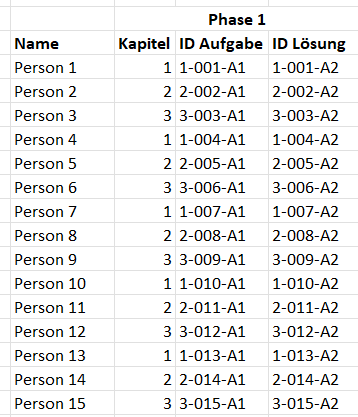 Phase 1
Name Kapitel ID Aufgabe ID Lösung
Person 1 1 1-001-A1 1-001-A2
Person 2 2 2-002-A1 2-002-A2
Person 3 3 3-003-A1 3-003-A2
Person 4 1 1-004-A1 1-004-A2
Person 5 2 2-005-A1 2-005-A2
Person 6 3 3-006-A1 3-006-A2
Person 7 1 1-007-A1 1-007-A2
Person 8 2 2-008-A1 2-008-A2
Person 9 3 3-009-A1 3-009-A2
Person 10 1 1-010-A1 1-010-A2
Person 11 2 2-011-A1 2-011-A2
Person 12 3 3-012-A1 3-012-A2
Person 13 1 1-013-A1 1-013-A2
Person 14 2 2-014-A1 2-014-A2
Person 15 3 3-015-A1 3-015-A2